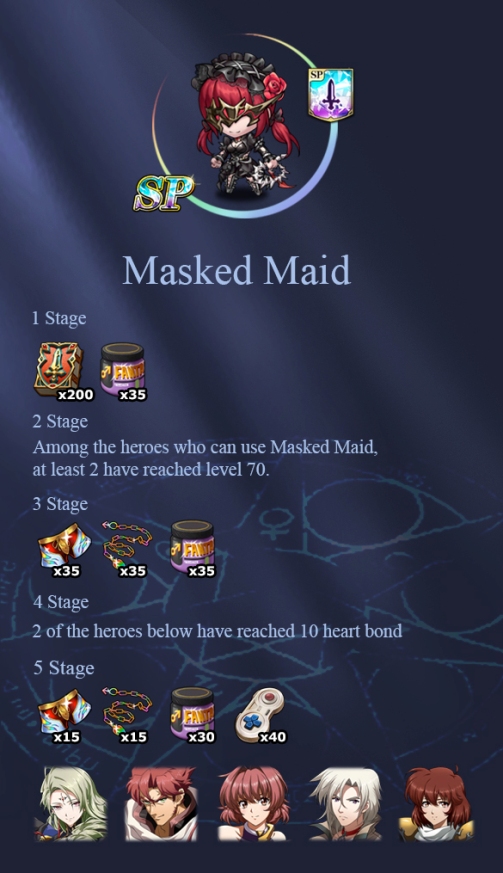 SP
SP
Masked Maid
1 Stage
x200 x35
2 Stage
Among the heroes who can use Masked Maid,
at least 2 have reached level 70.
3 Stage
x35 x35 x35
4 Stage
2 of the heroes below have reached 10 heart bond
5 Stage
x15 x15 x30 x40